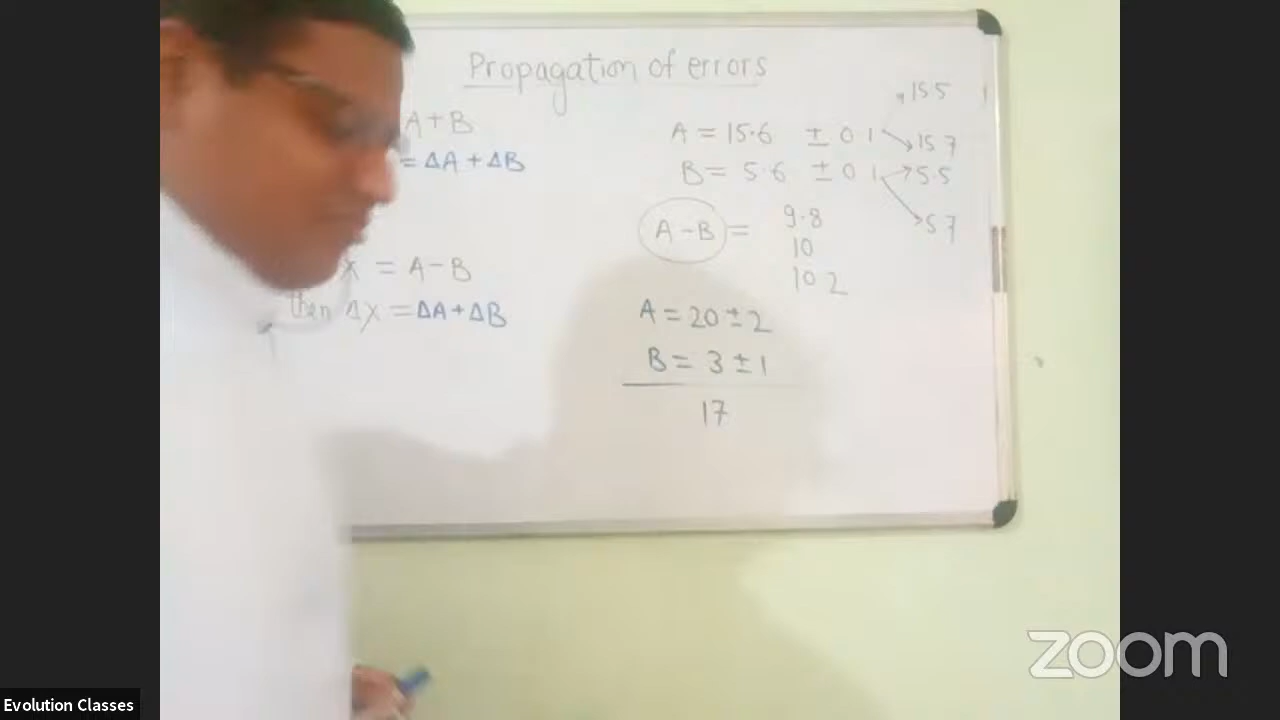 Propagation of errors
A+B
= ΔA + ΔB
X = A-B
then ΔX = ΔA + ΔB
15.5
A = 15.6 ± 0.1
15.7
B = 5.6 ± 0.1
5.5
5.7
A-B =
9.8
10
10.2
A = 20 ± 2
B = 3 ± 1
17
zoom
Evolution Classes